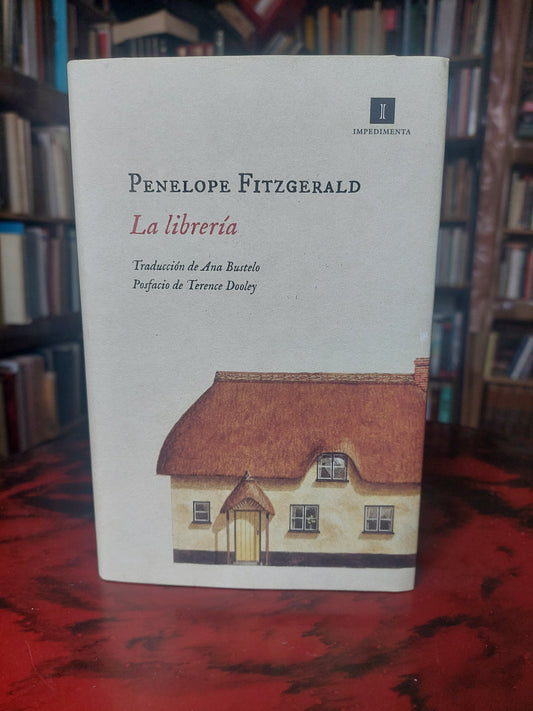 I
IMPEDIMENTA
PENELOPE FITZGERALD
La librería
Traducción de Ana Bustelo
Posfacio de Terence Dooley